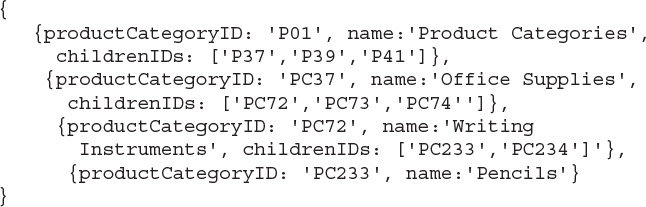 {
   {productCategoryID: 'P01', name:'Product Categories',
     childrenIDs: ['P37','P39','P41']},
    {productCategoryID: 'PC37', name:'Office Supplies',
      childrenIDs: ['PC72','PC73','PC74'']},
     {productCategoryID: 'PC72', name:'Writing
       Instruments', childrenIDs: ['PC233','PC234']'},
      {productCategoryID: 'PC233', name:'Pencils'}
}